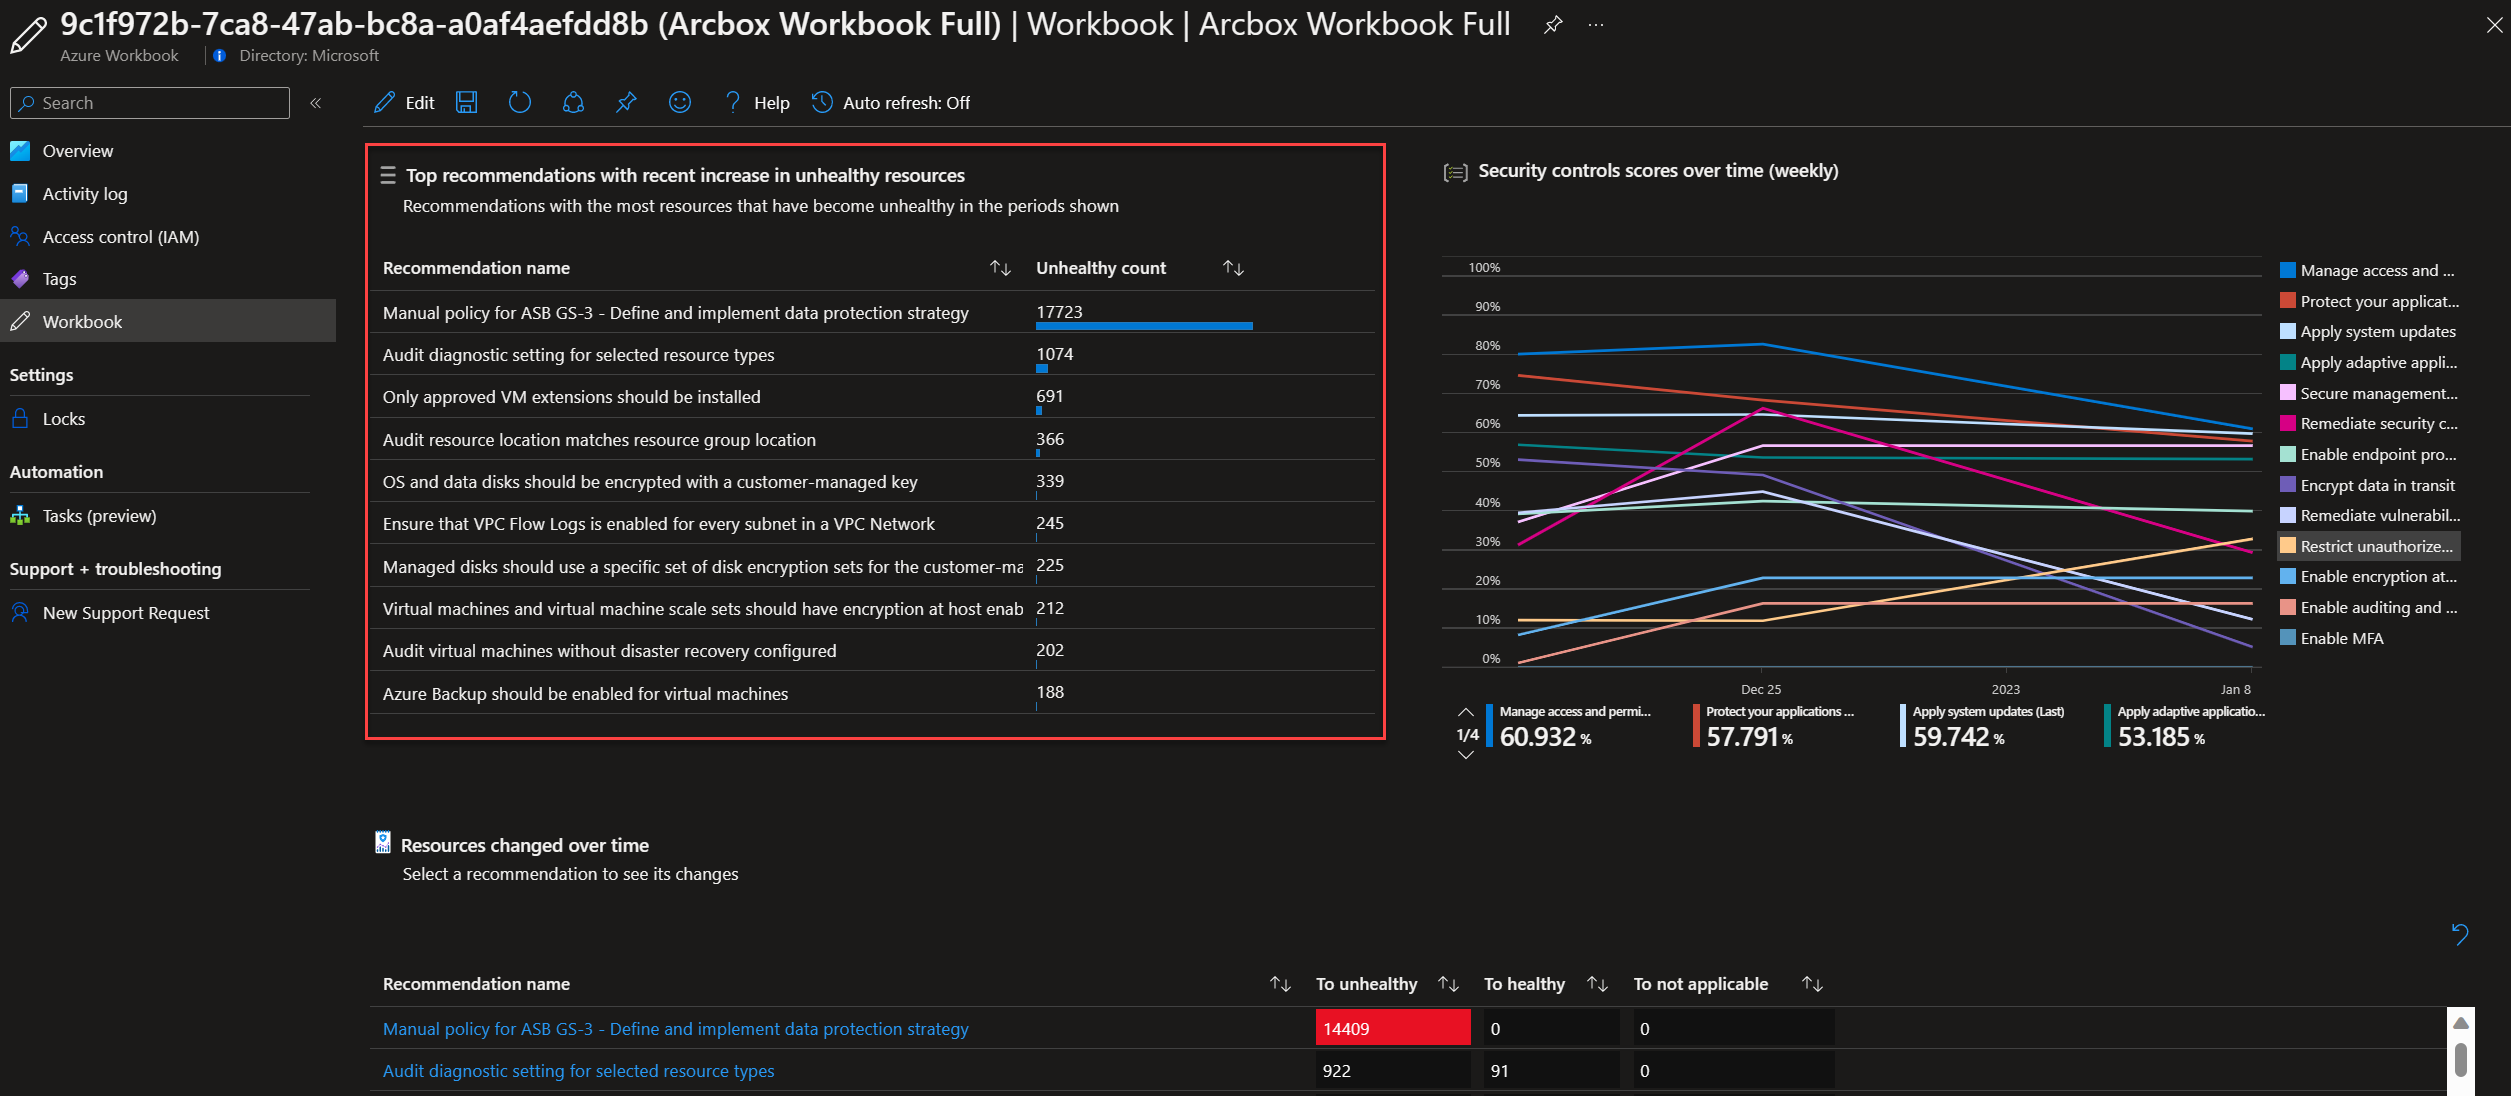 9c1f972b-7ca8-47ab-bc8a-a0af4aefdd8b (Arcbox Workbook Full) | Workbook | Arcbox Workbook Full
Azure Workbook
Directory: Microsoft
Search
Overview
Activity log
Access control (IAM)
Tags
Workbook
Settings
Locks
Automation
Tasks (preview)
Support + troubleshooting
New Support Request
Edit
Help
Auto refresh: Off
Top recommendations with recent increase in unhealthy resources
Recommendations with the most resources that have become unhealthy in the periods shown
Recommendation name Unhealthy count
Manual policy for ASB GS-3 - Define and implement data protection strategy 17723
Audit diagnostic setting for selected resource types 1074
Only approved VM extensions should be installed 691
Audit resource location matches resource group location 366
OS and data disks should be encrypted with a customer-managed key 339
Ensure that VPC Flow Logs is enabled for every subnet in a VPC Network 245
Managed disks should use a specific set of disk encryption sets for the customer-ma 225
Virtual machines and virtual machine scale sets should have encryption at host enab 212
Audit virtual machines without disaster recovery configured 202
Azure Backup should be enabled for virtual machines 188
Security controls scores over time (weekly)
100%
90%
80%
70%
60%
50%
40%
30%
20%
10%
0%
Dec 25 2023 Jan 8
Manage access and ...
Protect your applicat...
Apply system updates
Apply adaptive appli...
Secure management...
Remediate security c...
Enable endpoint pro...
Encrypt data in transit
Remediate vulnerabil...
Restrict unauthorize...
Enable encryption at...
Enable auditing and ...
Enable MFA
1/4
Manage access and permi...
60.932 %
Protect your applications ...
57.791 %
Apply system updates (Last)
59.742 %
Apply adaptive applicatio...
53.185 %
Resources changed over time
Select a recommendation to see its changes
Recommendation name To unhealthy To healthy To not applicable
Manual policy for ASB GS-3 - Define and implement data protection strategy 14409 0 0
Audit diagnostic setting for selected resource types 922 91 0